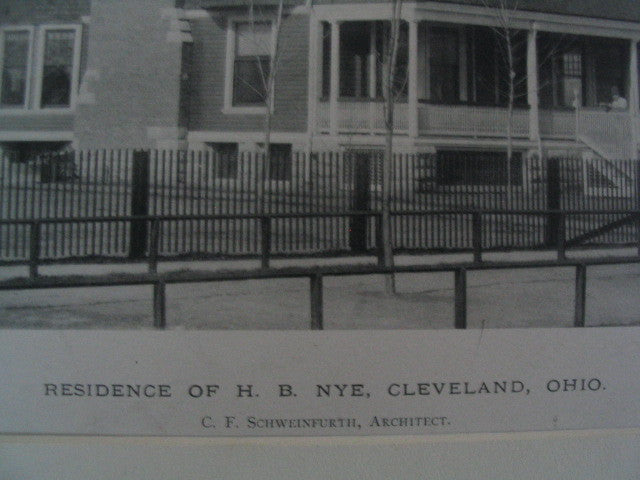 RESIDENCE OF H. B. NYE, CLEVELAND, OHIO.
C. F. SCHWEINFURTH, ARCHITECT.